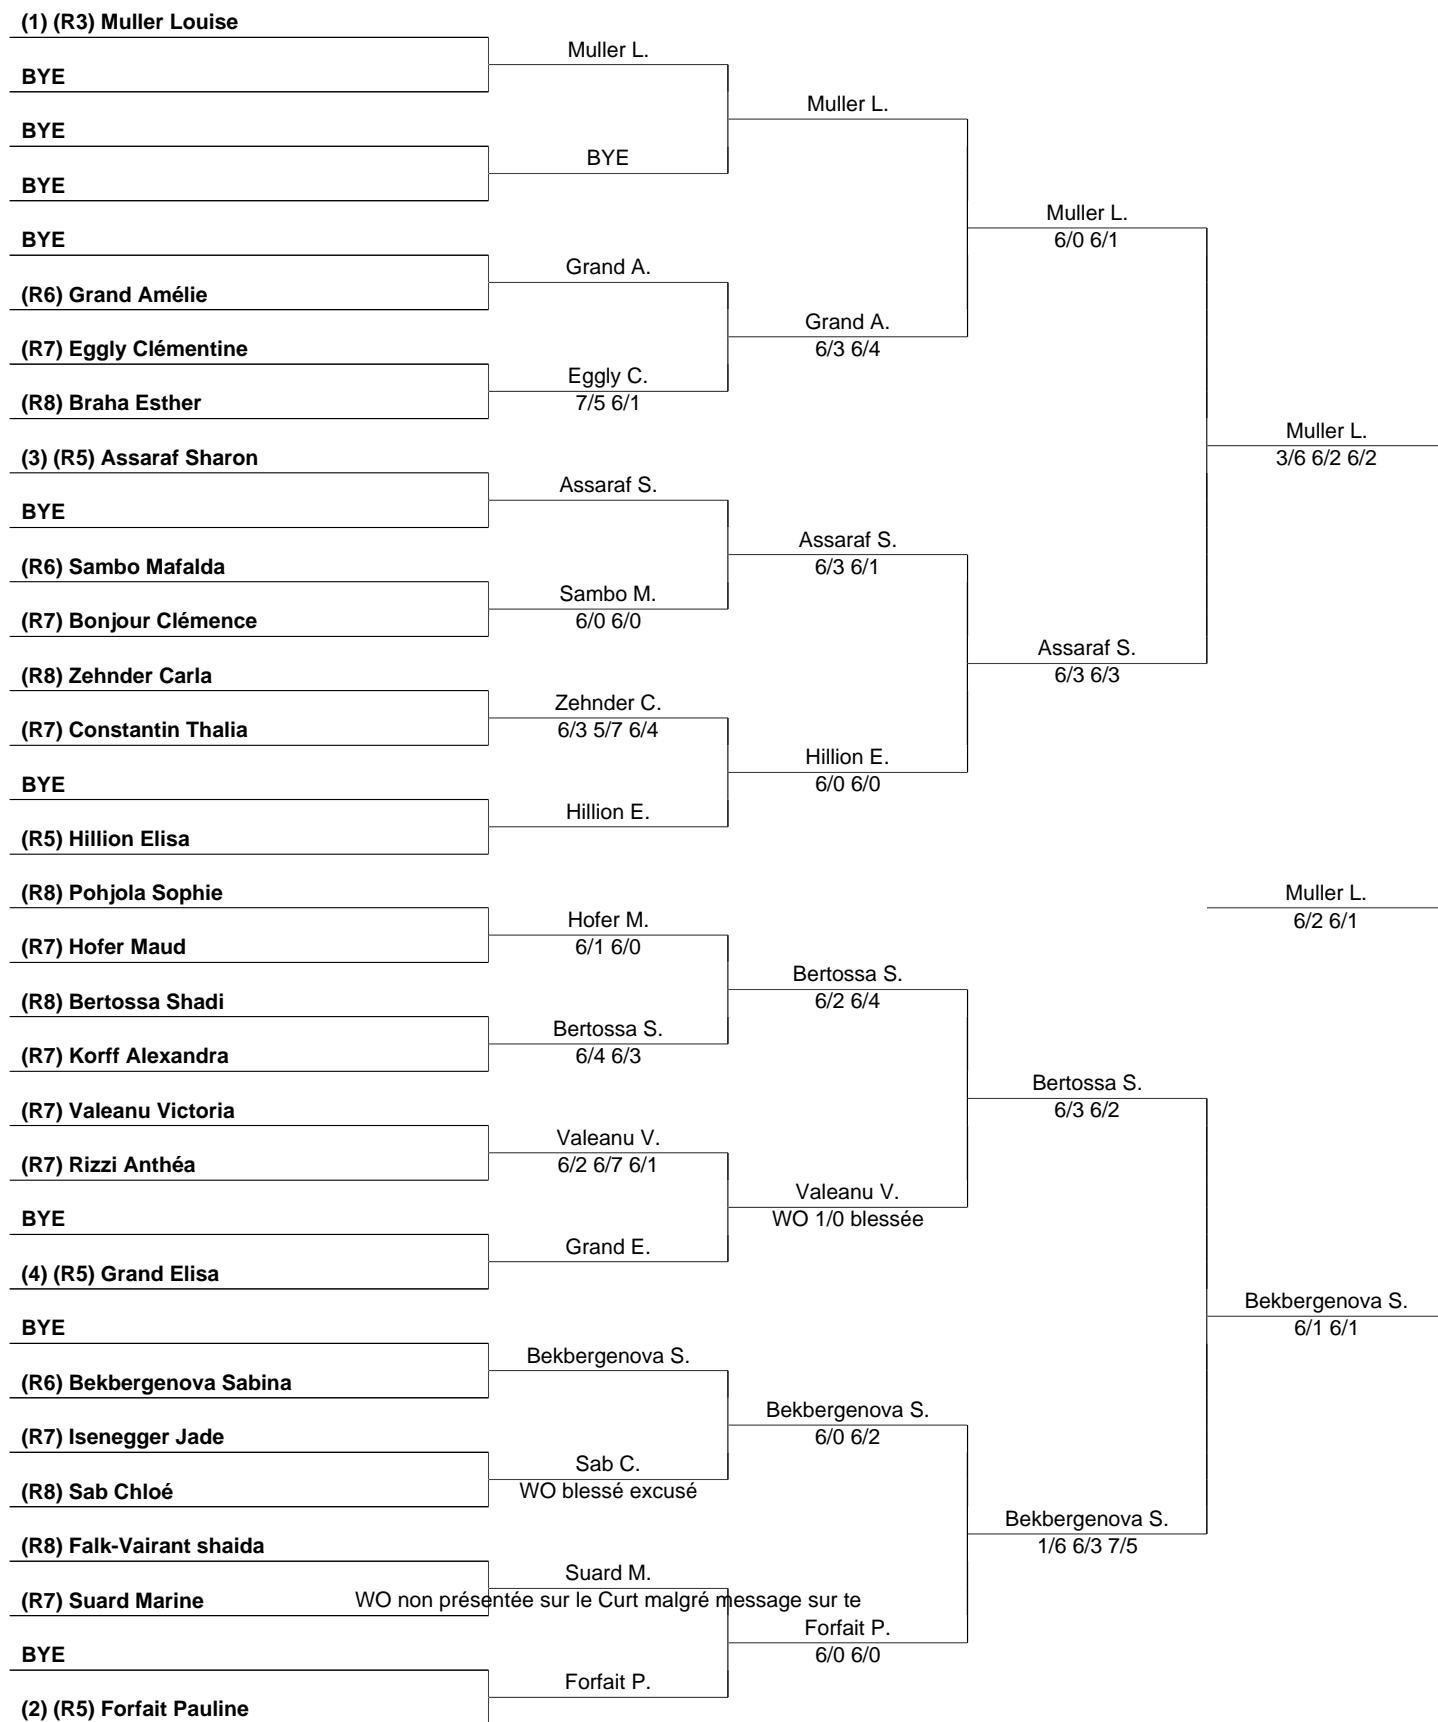 (1) (R3) Muller Louise
Muller L.
BYE
Muller L.
BYE
BYE
BYE
Muller L.
6/0 6/1
BYE
Grand A.
(R6) Grand Amélie
Grand A.
6/3 6/4
(R7) Eggly Clémentine
Eggly C.
7/5 6/1
(R8) Braha Esther
Muller L.
3/6 6/2 6/2
(3) (R5) Assaraf Sharon
Assaraf S.
BYE
Assaraf S.
6/3 6/1
(R6) Sambo Mafalda
Sambo M.
6/0 6/0
(R7) Bonjour Clémence
Assaraf S.
6/3 6/3
(R8) Zehnder Carla
Zehnder C.
6/3 5/7 6/4
(R7) Constantin Thalia
Hillion E.
6/0 6/0
BYE
Hillion E.
(R5) Hillion Elisa
(R8) Pohjola Sophie
Muller L.
6/2 6/1
Hofer M.
6/1 6/0
(R7) Hofer Maud
Bertossa S.
6/2 6/4
(R8) Bertossa Shadi
Bertossa S.
6/4 6/3
(R7) Korff Alexandra
Bertossa S.
6/3 6/2
(R7) Valeanu Victoria
Valeanu V.
6/2 6/7 6/1
(R7) Rizzi Anthéa
Valeanu V.
WO 1/0 blessée
BYE
Grand E.
(4) (R5) Grand Elisa
Bekbergenova S.
6/1 6/1
BYE
Bekbergenova S.
(R6) Bekbergenova Sabina
Bekbergenova S.
6/0 6/2
(R7) Isenegger Jade
Sab C.
WO blessé excusé
(R8) Sab Chloé
Bekbergenova S.
1/6 6/3 7/5
(R8) Falk-Vairant shaida
Suard M.
WO non présentée sur le Curt malgré message sur te
(R7) Suard Marine
Forfait P.
6/0 6/0
BYE
Forfait P.
(2) (R5) Forfait Pauline